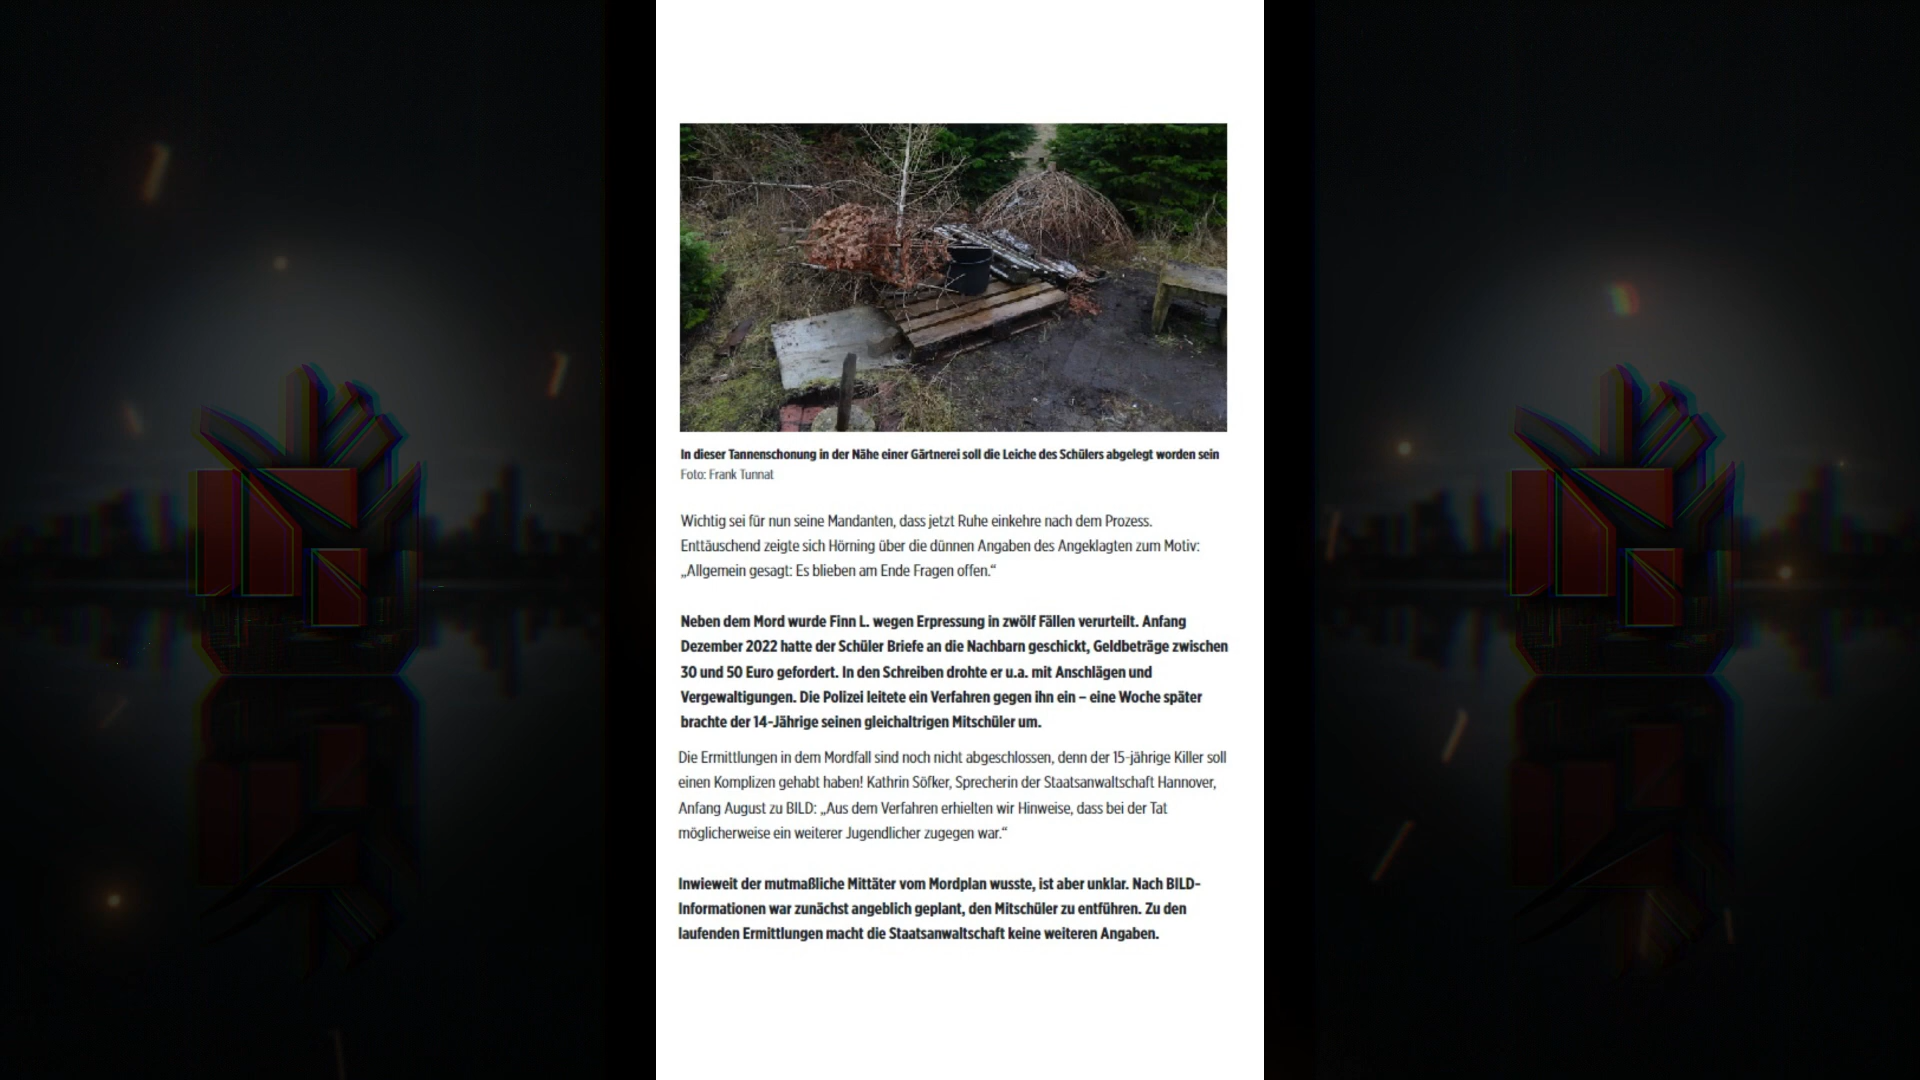 In dieser Tannenschonung in der Nähe einer Gärtnerei soll die Leiche des Schülers abgelegt worden sein
Foto: Frank Tunnat
Wichtig sei für nun seine Mandanten, dass jetzt Ruhe einkehre nach dem Prozess.
Enttäuschend zeigte sich Hörning über die dünnen Angaben des Angeklagten zum Motiv:
„Allgemein gesagt: Es blieben am Ende Fragen offen.“
Neben dem Mord wurde Finn L. wegen Erpressung in zwölf Fällen verurteilt. Anfang
Dezember 2022 hatte der Schüler Briefe an die Nachbarn geschickt, Geldbeträge zwischen
30 und 50 Euro gefordert. In den Schreiben drohte er u.a. mit Anschlägen und
Vergewaltigungen. Die Polizei leitete ein Verfahren gegen ihn ein – eine Woche später
brachte der 14-Jährige seinen gleichaltrigen Mitschüler um.
Die Ermittlungen in dem Mordfall sind noch nicht abgeschlossen, denn der 15-jährige Killer soll
einen Komplizen gehabt haben! Kathrin Söfker, Sprecherin der Staatsanwaltschaft Hannover,
Anfang August zu BILD: „Aus dem Verfahren erhielten wir Hinweise, dass bei der Tat
möglicherweise ein weiterer Jugendlicher zugegen war.“
Inwieweit der mutmaßliche Mittäter vom Mordplan wusste, ist aber unklar. Nach BILD-
Informationen war zunächst angeblich geplant, den Mitschüler zu entführen. Zu den
laufenden Ermittlungen macht die Staatsanwaltschaft keine weiteren Angaben.